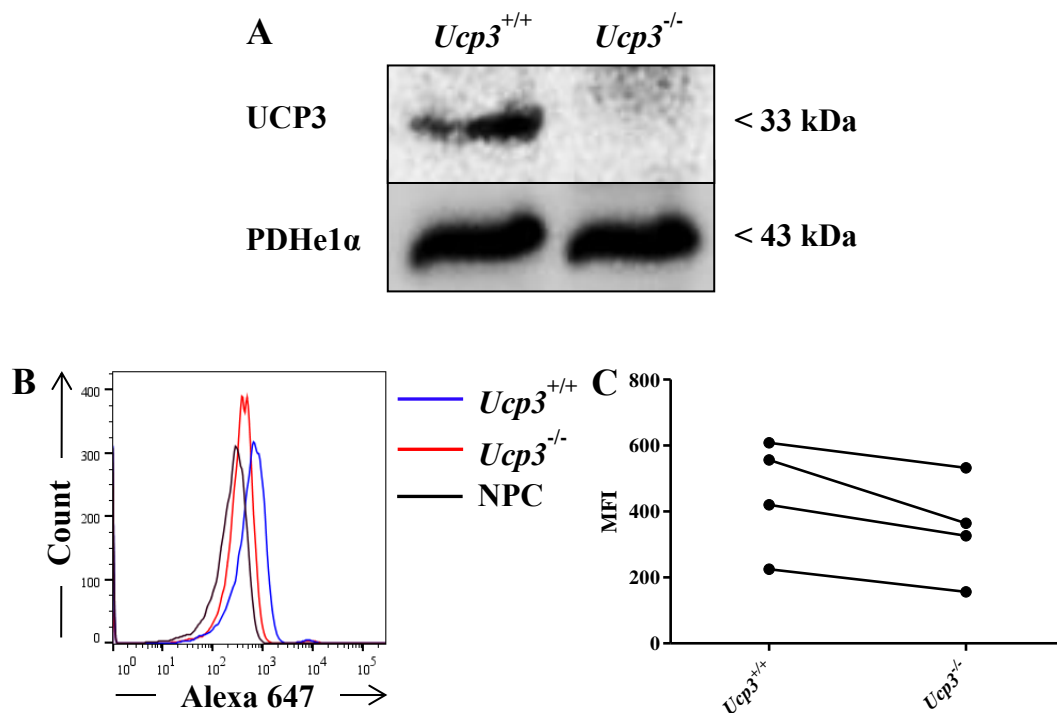 A
Ucp3+/+ Ucp3-/-
UCP3
< 33 kDa
PDHe1α
< 43 kDa
B
Count
400
300
200
100
0
10^0 10^1 10^2 10^3 10^4 10^5
Alexa 647
Ucp3+/+
Ucp3-/-
NPC
C
MFI
800
600
400
200
0
Ucp3+/+ Ucp3-/-